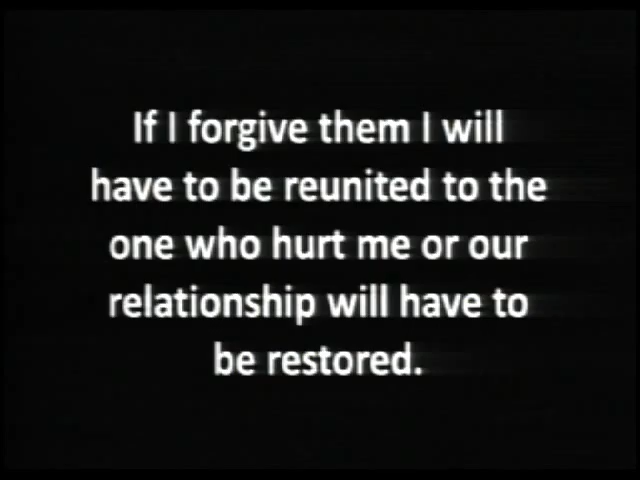 If I forgive them I will
have to be reunited to the
one who hurt me or our
relationship will have to
be restored.